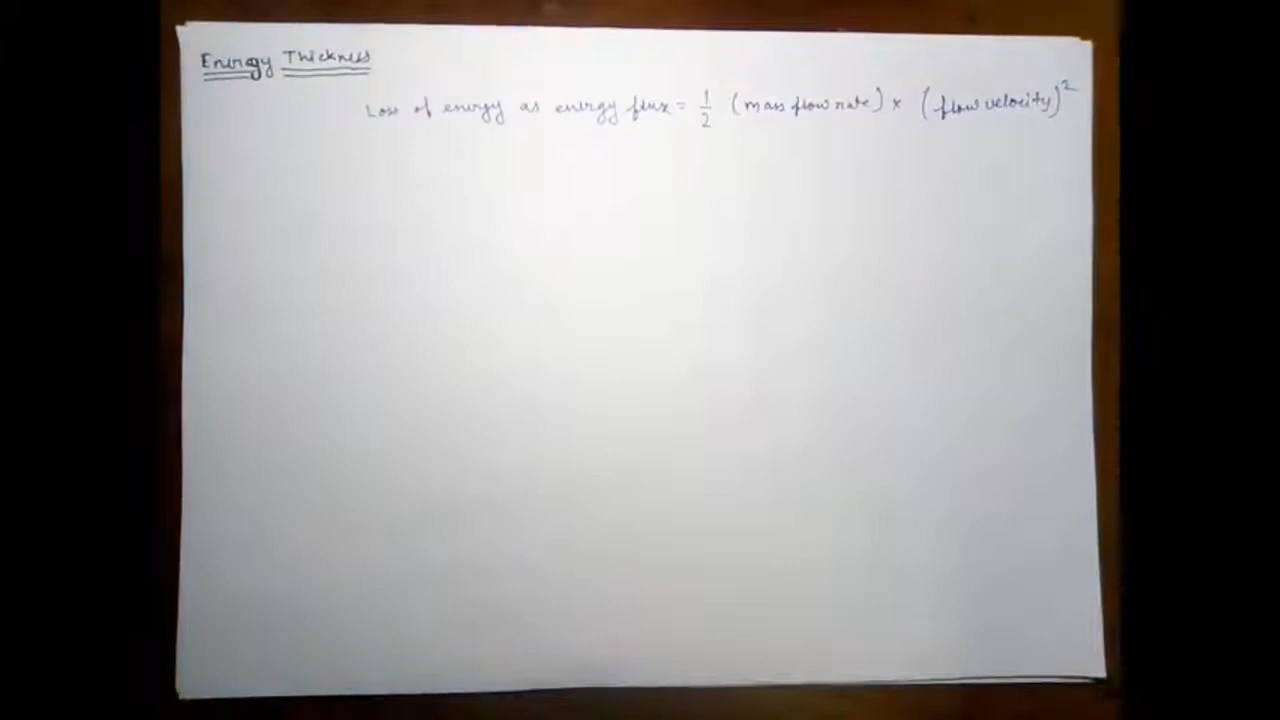 Energy Thickness
Loss of energy as energy flux = 1/2 (mass flow rate) × (flow velocity)²